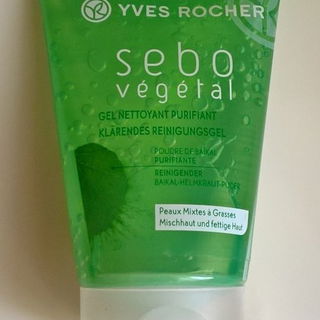 YVES ROCHER
sebo
végétal
GEL NETTOYANT PURIFIANT
KLÄRENDES REINIGUNGSGEL
POUDRE DE BAÏKAL
PURIFIANTE
REINIGENDER
BAIKAL-HELMKRAUT-PUDER
Peaux Mixtes à Grasses
Mischhaut und fettige Haut